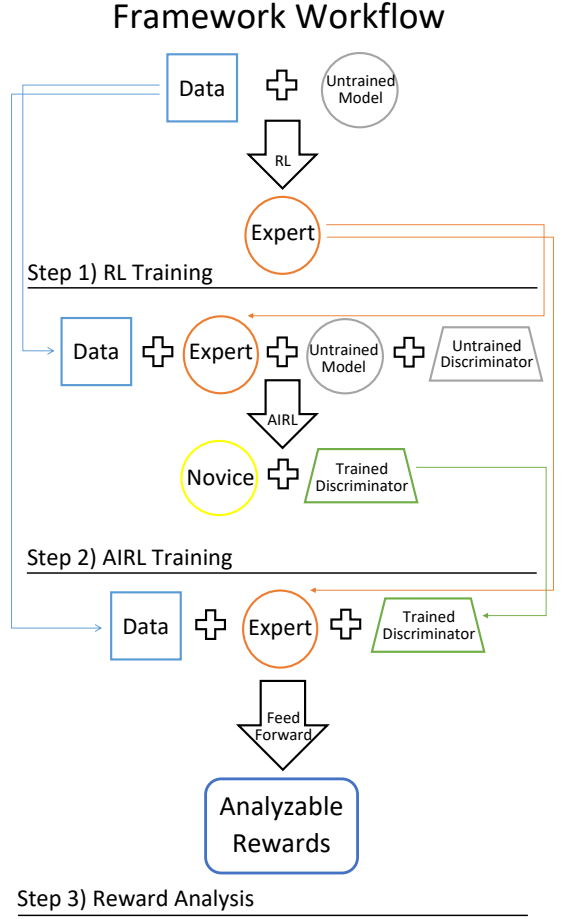 Framework Workflow
Data
Untrained
Model
RL
Expert
Step 1) RL Training
Data
Expert
Untrained
Model
Untrained
Discriminator
AIRL
Novice
Trained
Discriminator
Step 2) AIRL Training
Data
Expert
Trained
Discriminator
Feed
Forward
Analyzable
Rewards
Step 3) Reward Analysis